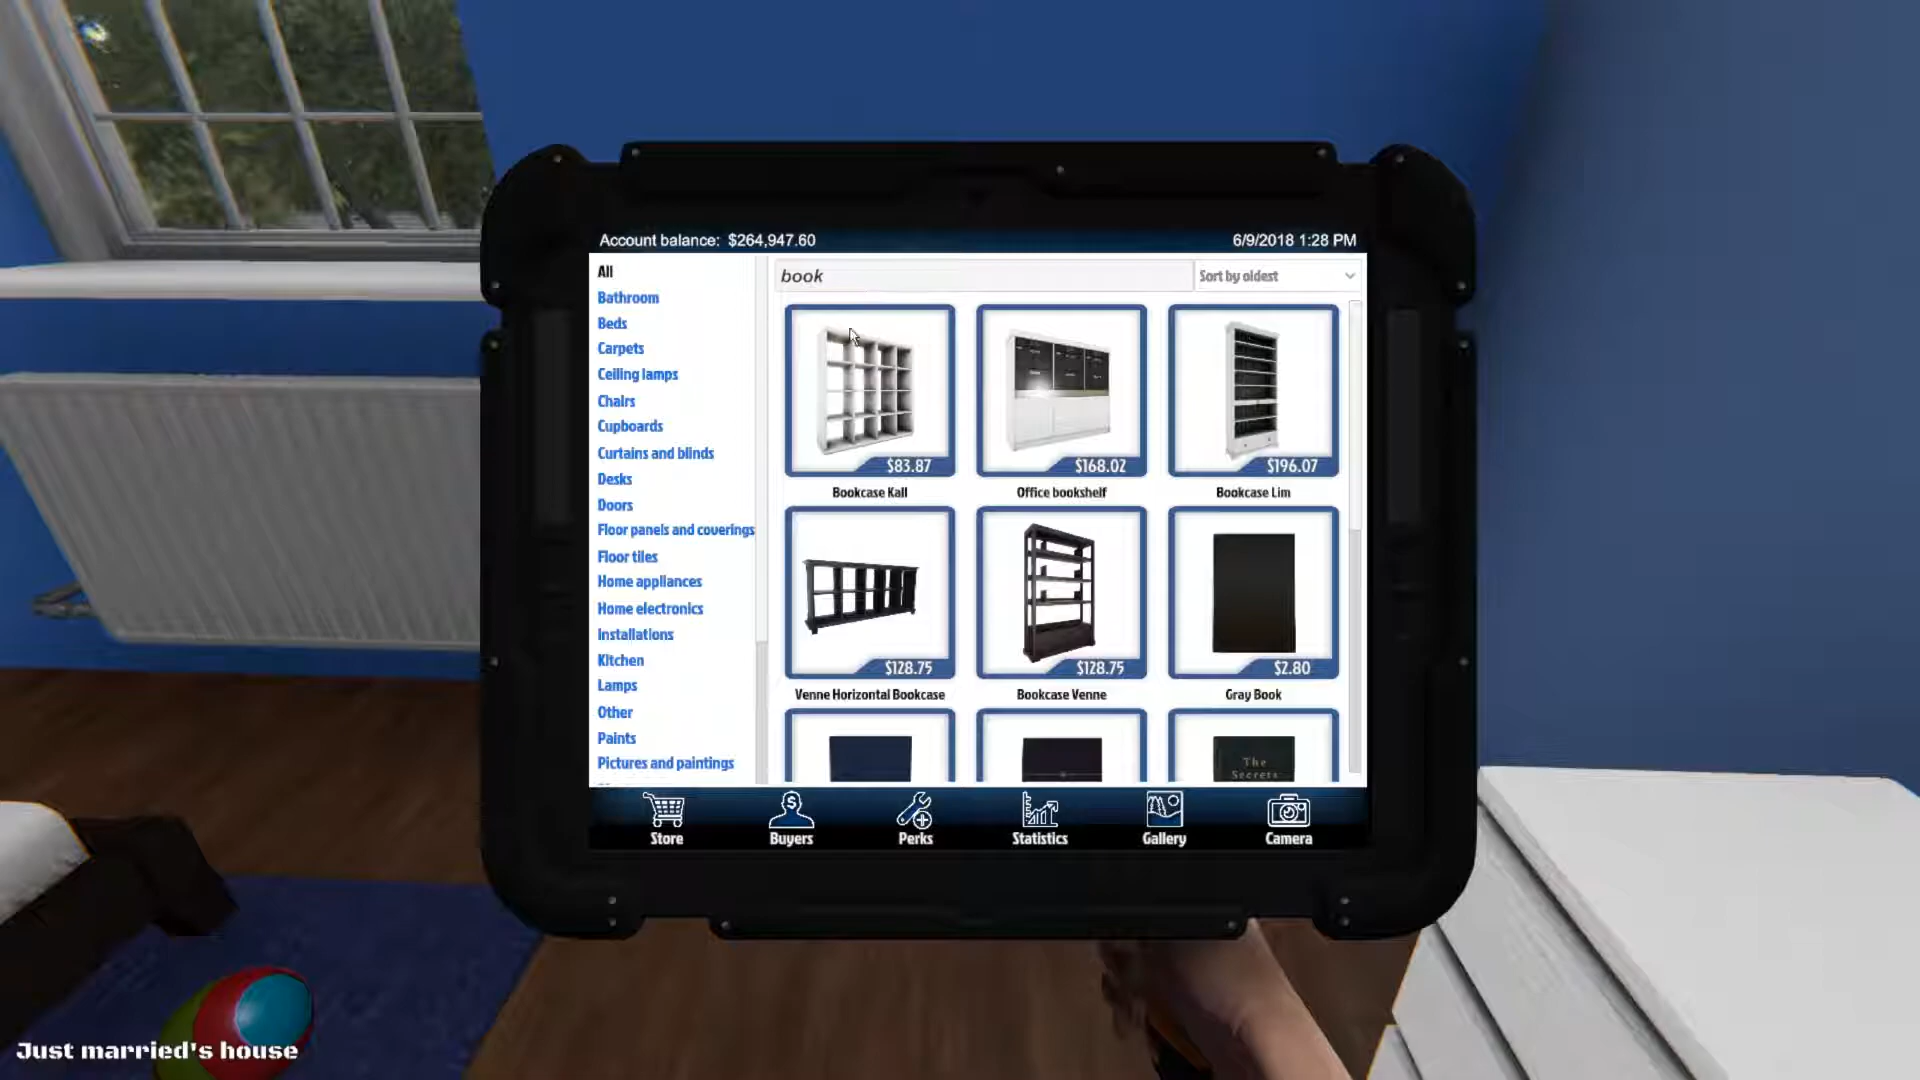 Account balance: $264,947.60
6/9/2018 1:28 PM
All
Bathroom
Beds
Carpets
Ceiling lamps
Chairs
Cupboards
Curtains and blinds
Desks
Doors
Floor panels and coverings
Floor tiles
Home appliances
Home electronics
Installations
Kitchen
Lamps
Other
Paints
Pictures and paintings
book
Sort by oldest
$83.87
$168.02
$196.07
Bookcase Kall
Office bookshelf
Bookcase Lim
$128.75
$128.75
$2.80
Venne Horizontal Bookcase
Bookcase Venne
Gray Book
The
Secrets
Store
Buyers
Perks
Statistics
Gallery
Camera
Just married's house